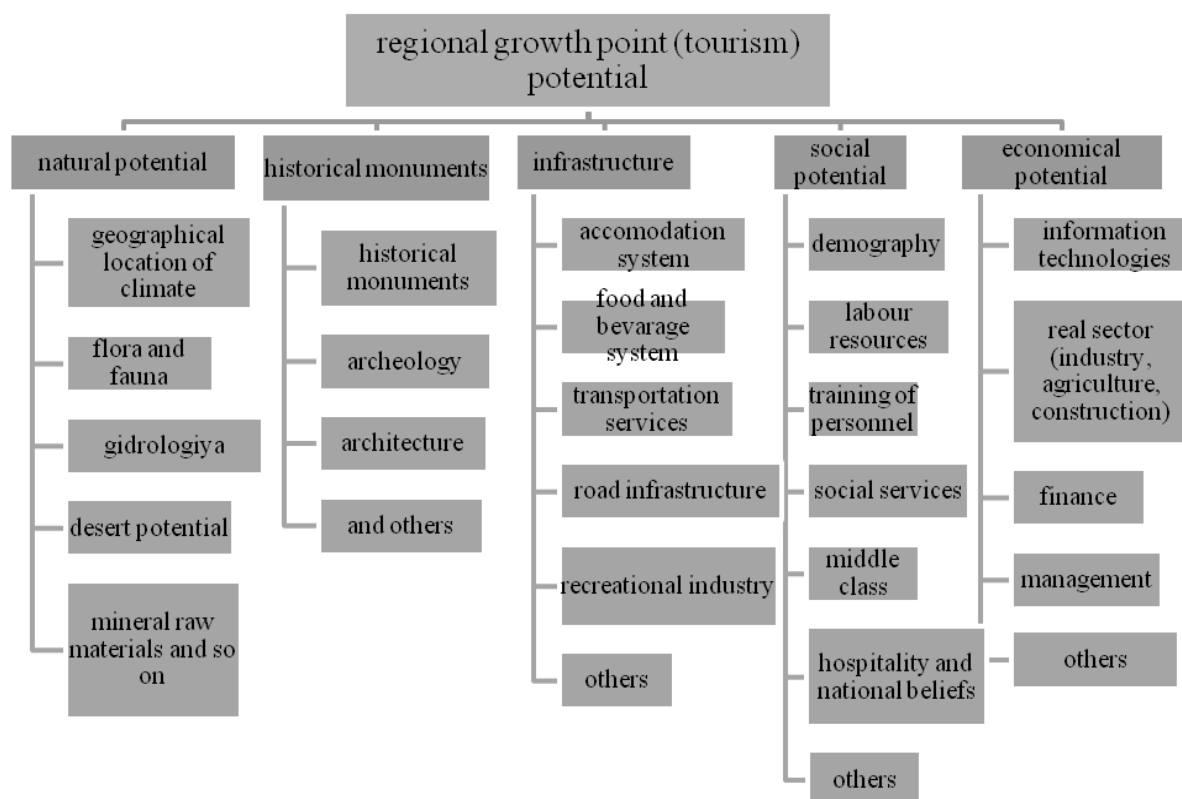 regional growth point (tourism)
potential
natural potential
geographical
location of
climate
flora and
fauna
gidrologiya
desert potential
mineral raw
materials and so
on
historical monuments
historical
monuments
archeology
architecture
and others
infrastructure
accomodation
system
food and
bevarage
system
transportation
services
road infrastructure
recreational industry
others
social
potential
demography
labour
resources
training of
personnel
social services
middle
class
hospitality and
national beliefs
others
economical
potential
information
technologies
real sector
(industry,
agriculture,
construction)
finance
management
others